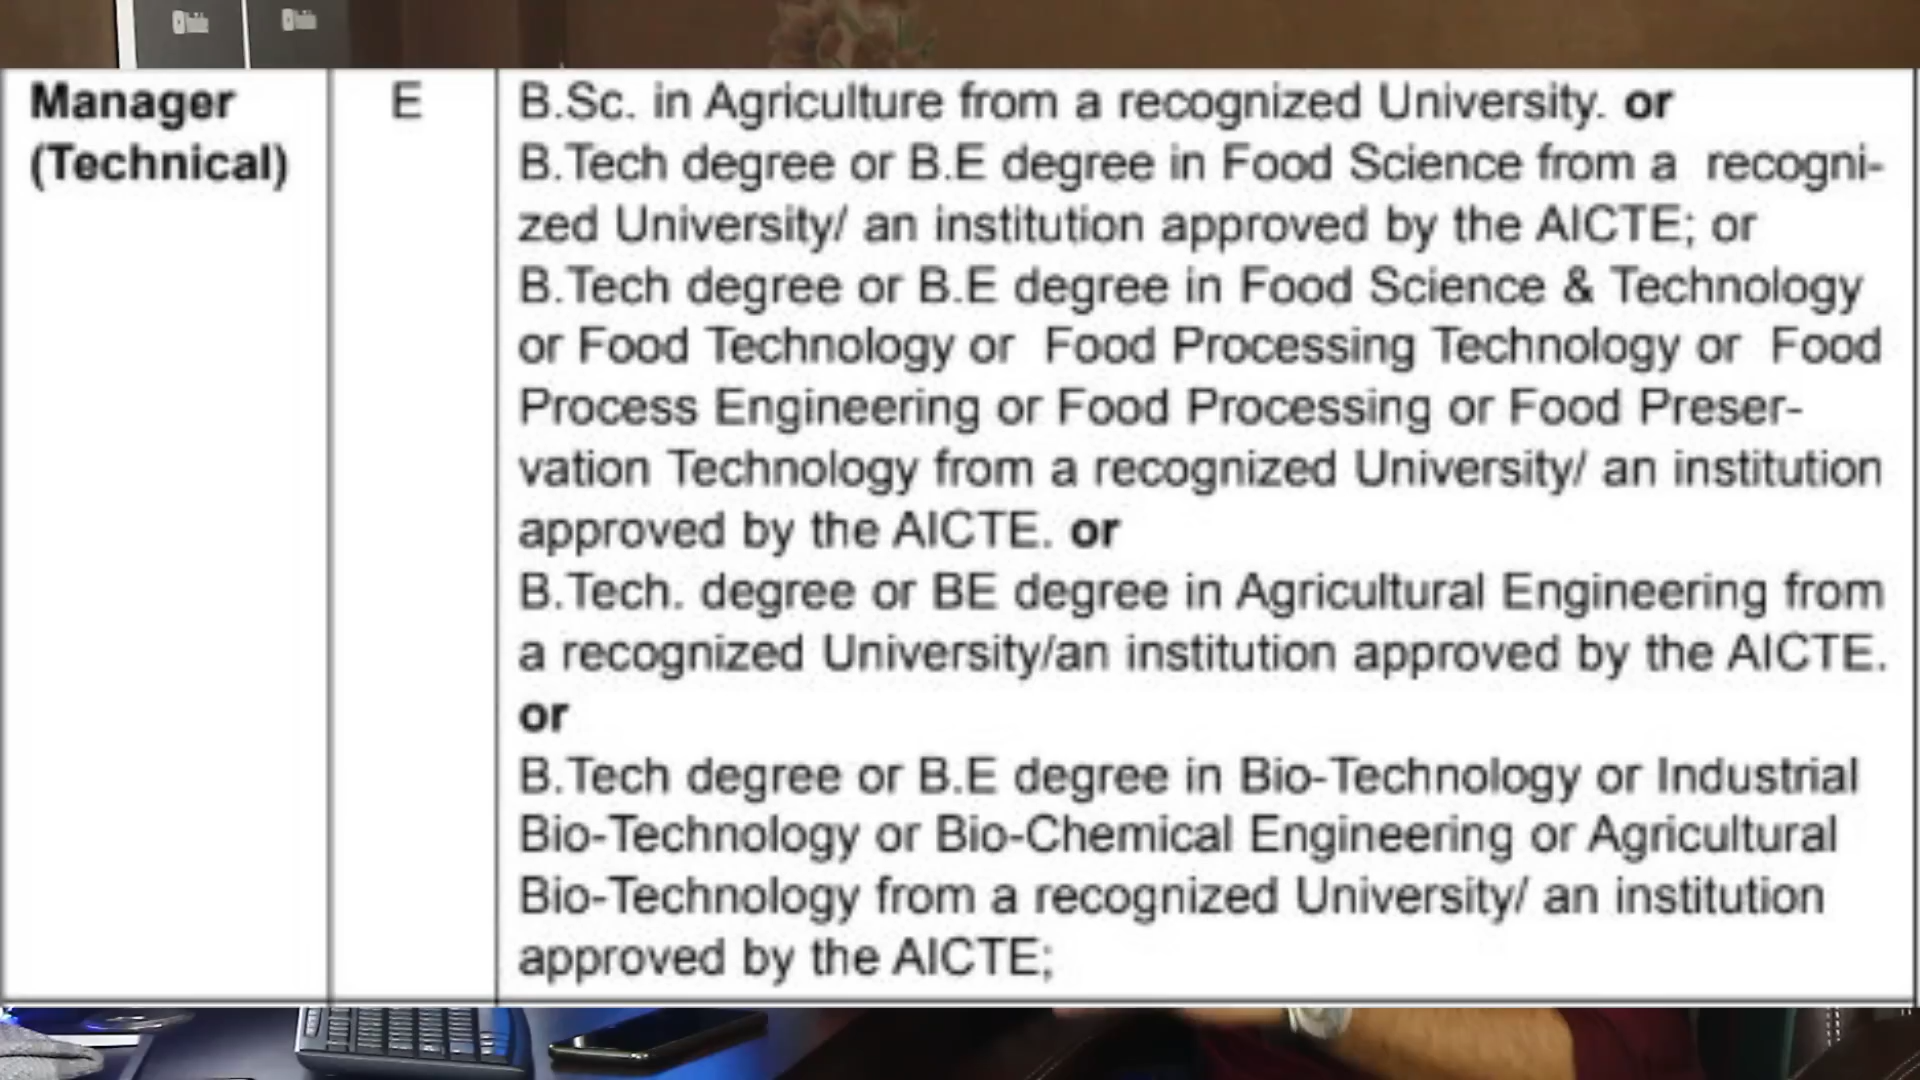 Manager
(Technical)
E
B.Sc. in Agriculture from a recognized University. or
B.Tech degree or B.E degree in Food Science from a recogni-
zed University/ an institution approved by the AICTE; or
B.Tech degree or B.E degree in Food Science & Technology
or Food Technology or Food Processing Technology or Food
Process Engineering or Food Processing or Food Preser-
vation Technology from a recognized University/ an institution
approved by the AICTE. or
B.Tech. degree or BE degree in Agricultural Engineering from
a recognized University/an institution approved by the AICTE.
or
B.Tech degree or B.E degree in Bio-Technology or Industrial
Bio-Technology or Bio-Chemical Engineering or Agricultural
Bio-Technology from a recognized University/ an institution
approved by the AICTE;